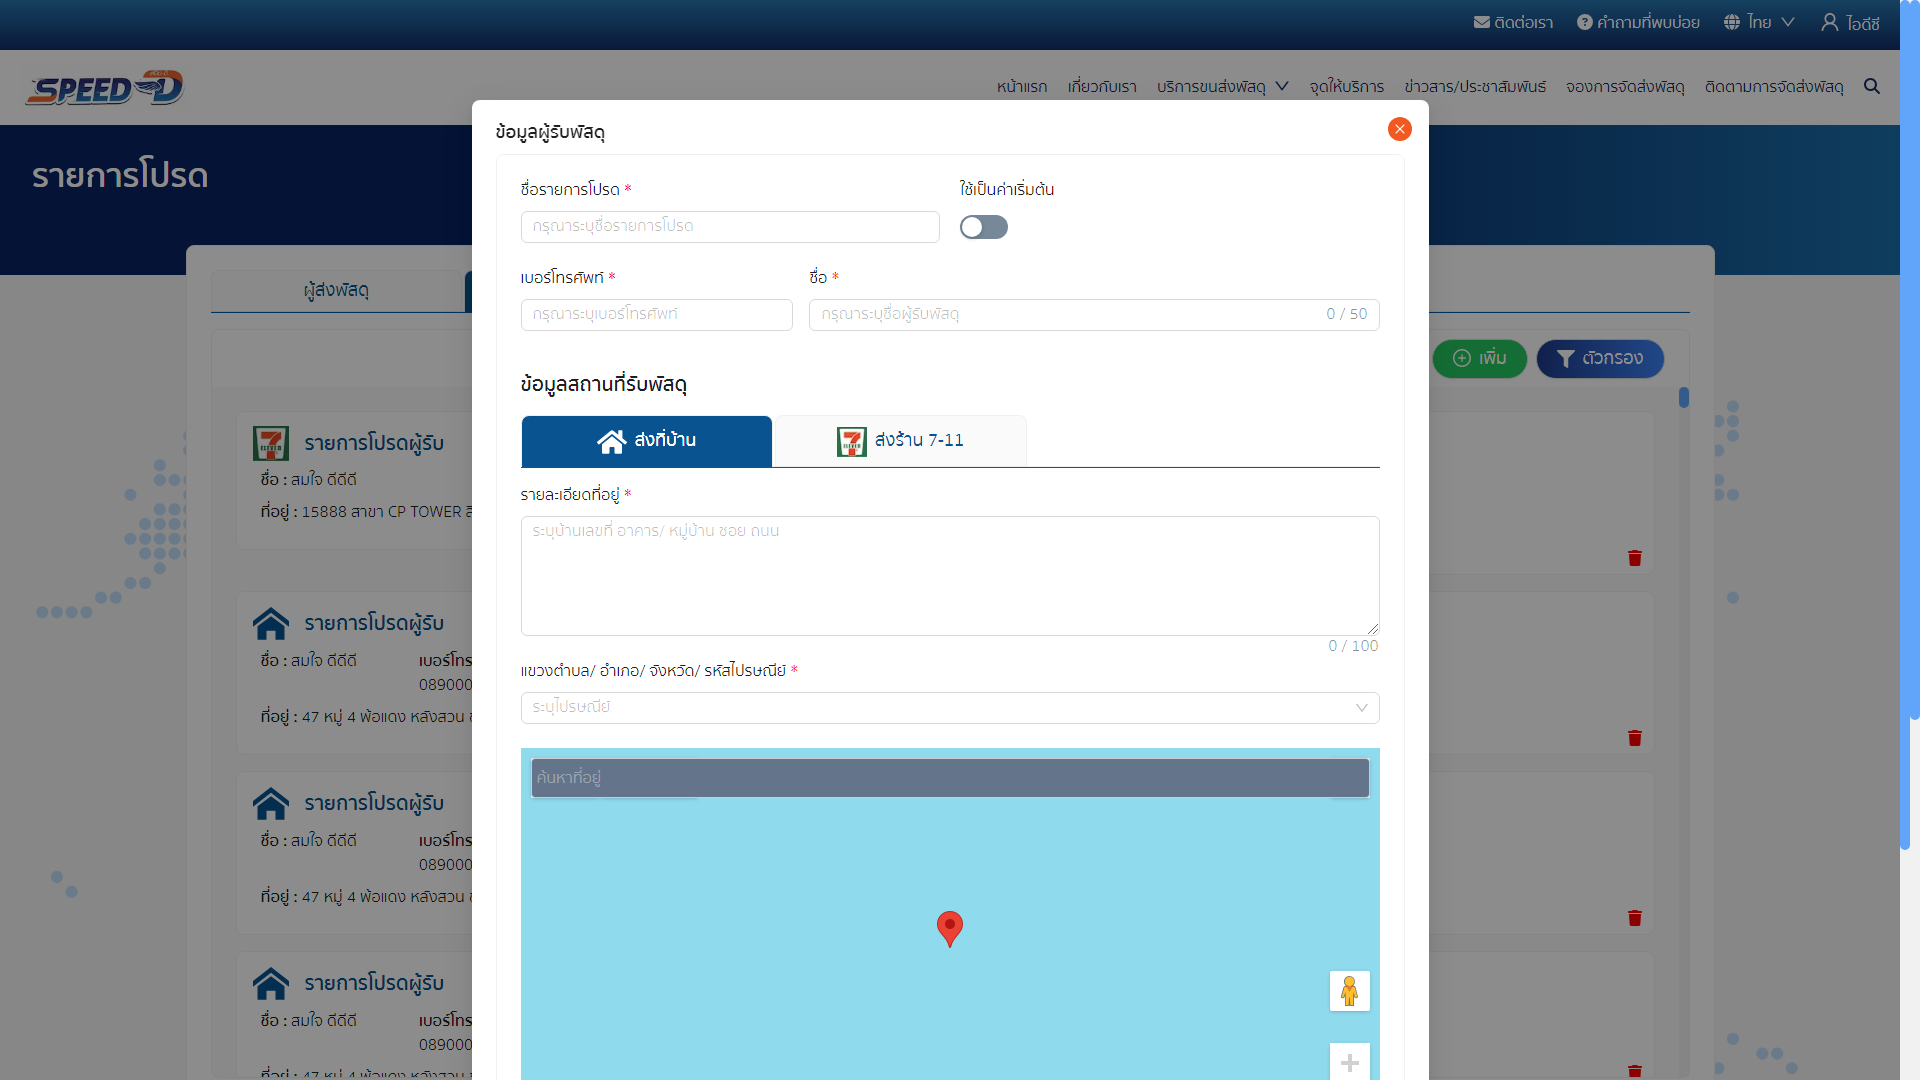 ติดต่อเรา
คำถามที่พบบ่อย
ไทย
ไอดีซี
SPEED D
หน้าแรก
เกี่ยวกับเรา
บริการขนส่งพัสดุ
จุดให้บริการ
ข่าวสาร/ประชาสัมพันธ์
จองการจัดส่งพัสดุ
ติดตามการจัดส่งพัสดุ
รายการโปรด
ข้อมูลผู้รับพัสดุ
ชื่อรายการโปรด *
ใช้เป็นค่าเริ่มต้น
กรุณาระบุชื่อรายการโปรด
เบอร์โทรศัพท์ *
ชื่อ *
กรุณาระบุเบอร์โทรศัพท์
กรุณาระบุชื่อผู้รับพัสดุ
0 / 50
ข้อมูลสถานที่รับพัสดุ
ส่งที่บ้าน
ส่งร้าน 7-11
รายละเอียดที่อยู่ *
ระบุบ้านเลขที่ อาคาร/ หมู่บ้าน ซอย ถนน
0 / 100
แขวงตำบล/ อำเภอ/ จังหวัด/ รหัสไปรษณีย์ *
ระบุไปรษณีย์
ค้นหาที่อยู่
ผู้ส่งพัสดุ
เพิ่ม
ตัวกรอง
รายการโปรดผู้รับ
ชื่อ : สมใจ ดีดีดี
ที่อยู่ : 15888 สาขา CP TOWER
รายการโปรดผู้รับ
ชื่อ : สมใจ ดีดีดี
เบอร์โทร
089000
ที่อยู่ : 47 หมู่ 4 พ้อแดง หลังสวน
รายการโปรดผู้รับ
ชื่อ : สมใจ ดีดีดี
เบอร์โทร
089000
ที่อยู่ : 47 หมู่ 4 พ้อแดง หลังสวน
รายการโปรดผู้รับ
ชื่อ : สมใจ ดีดีดี
เบอร์โทร
089000
ที่อยู่ : 47 หมู่ 4 พ้อแดง หลังสวน